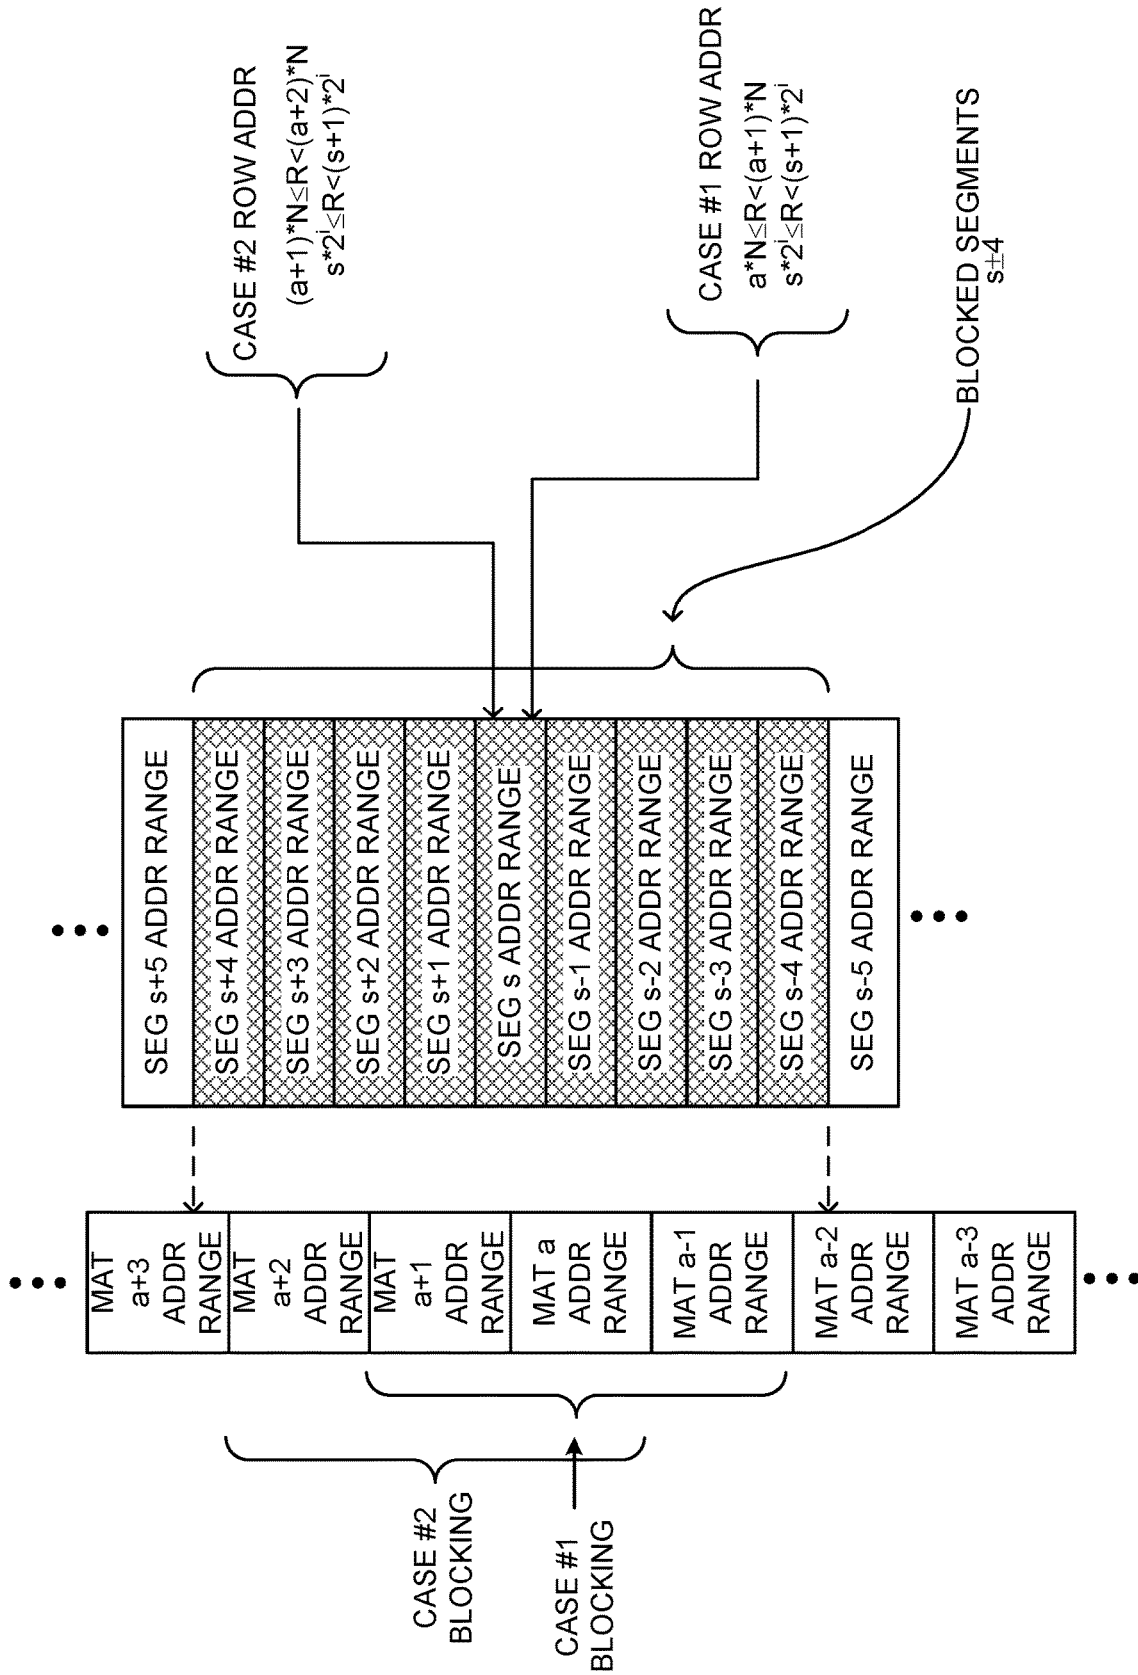 CASE #2
BLOCKING
CASE #1
BLOCKING
MAT
a+3
ADDR
RANGE
MAT
a+2
ADDR
RANGE
MAT
a+1
ADDR
RANGE
MAT a
ADDR
RANGE
MAT a-1
ADDR
RANGE
MAT a-2
ADDR
RANGE
MAT a-3
ADDR
RANGE
SEG s+5 ADDR RANGE
SEG s+4 ADDR RANGE
SEG s+3 ADDR RANGE
SEG s+2 ADDR RANGE
SEG s+1 ADDR RANGE
SEG s ADDR RANGE
SEG s-1 ADDR RANGE
SEG s-2 ADDR RANGE
SEG s-3 ADDR RANGE
SEG s-4 ADDR RANGE
SEG s-5 ADDR RANGE
CASE #2 ROW ADDR
(a+1)*N≤R<(a+2)*N
s*2^i≤R<(s+1)*2^i
CASE #1 ROW ADDR
a*N≤R<(a+1)*N
s*2^i≤R<(s+1)*2^i
BLOCKED SEGMENTS
s±4